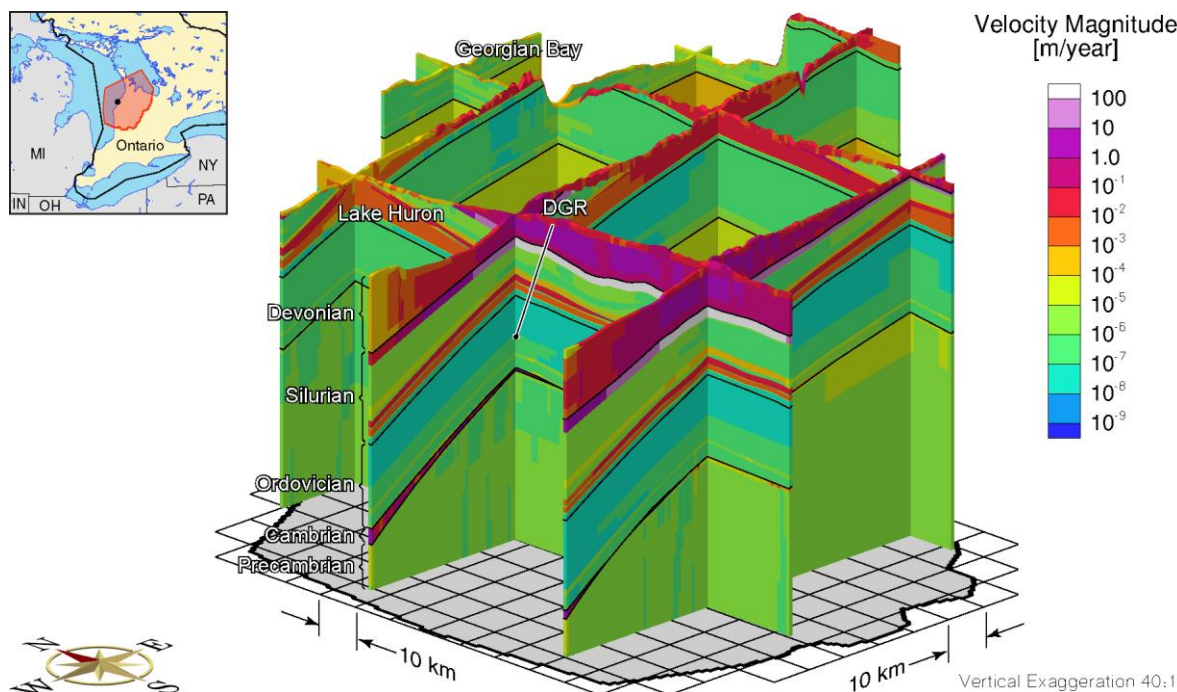 Georgian Bay
Velocity Magnitude
[m/year]
100
10
1.0
10⁻¹
10⁻²
10⁻³
10⁻⁴
10⁻⁵
10⁻⁶
10⁻⁷
10⁻⁸
10⁻⁹
MI
Ontario
NY
IN
OH
PA
Lake Huron
DGR
Devonian
Silurian
Ordovician
Cambrian
Precambrian
10 km
10 km
N
E
W
S
Vertical Exaggeration 40:1